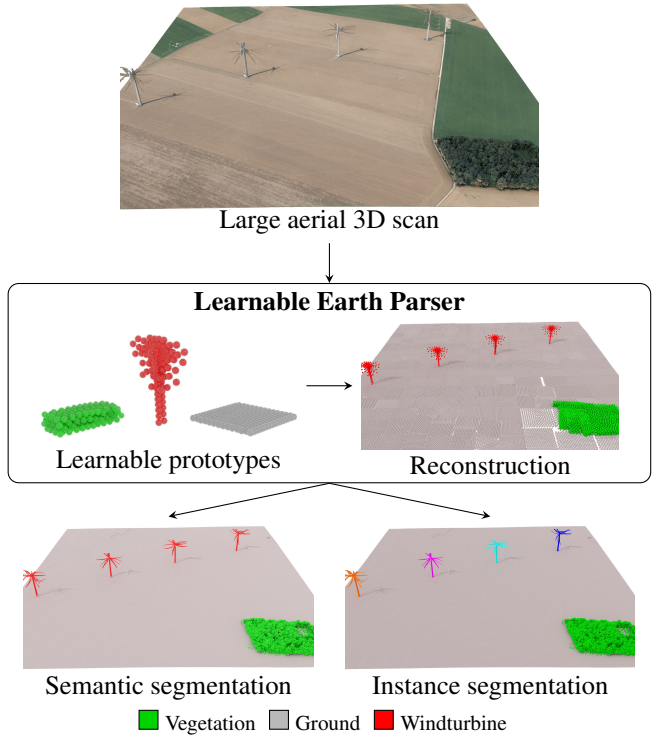 Large aerial 3D scan
Learnable Earth Parser
Learnable prototypes
Reconstruction
Semantic segmentation
Instance segmentation
Vegetation
Ground
Windturbine